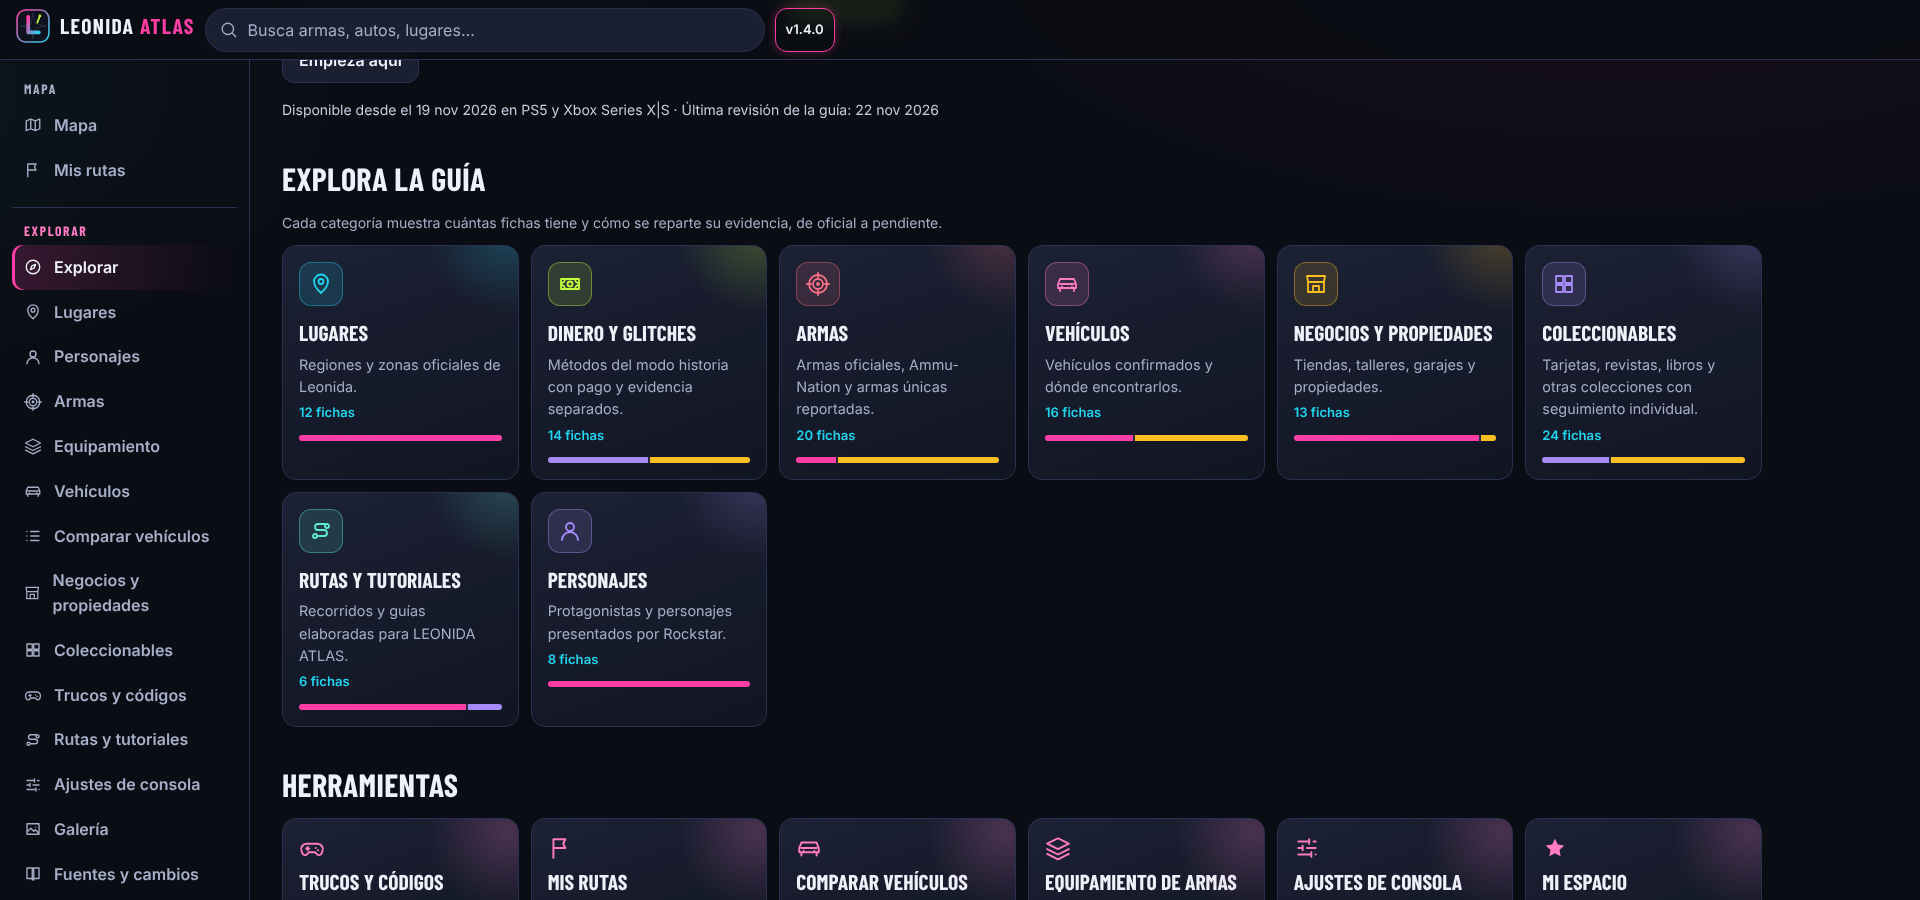 LEONIDA ATLAS
Busca armas, autos, lugares...
v1.4.0
MAPA
Mapa
Mis rutas
EXPLORAR
Explorar
Lugares
Personajes
Armas
Equipamiento
Vehículos
Comparar vehículos
Negocios y
propiedades
Coleccionables
Trucos y códigos
Rutas y tutoriales
Ajustes de consola
Galería
Fuentes y cambios
Empieza aquí
Disponible desde el 19 nov 2026 en PS5 y Xbox Series X|S · Última revisión de la guía: 22 nov 2026
EXPLORA LA GUÍA
Cada categoría muestra cuántas fichas tiene y cómo se reparte su evidencia, de oficial a pendiente.
LUGARES
Regiones y zonas oficiales de
Leonida.
12 fichas
DINERO Y GLITCHES
Métodos del modo historia
con pago y evidencia
separados.
14 fichas
ARMAS
Armas oficiales, Ammu-
Nation y armas únicas
reportadas.
20 fichas
VEHÍCULOS
Vehículos confirmados y
dónde encontrarlos.
16 fichas
NEGOCIOS Y PROPIEDADES
Tiendas, talleres, garajes y
propiedades.
13 fichas
COLECCIONABLES
Tarjetas, revistas, libros y
otras colecciones con
seguimiento individual.
24 fichas
RUTAS Y TUTORIALES
Recorridos y guías
elaboradas para LEONIDA
ATLAS.
6 fichas
PERSONAJES
Protagonistas y personajes
presentados por Rockstar.
8 fichas
HERRAMIENTAS
TRUCOS Y CÓDIGOS
MIS RUTAS
COMPARAR VEHÍCULOS
EQUIPAMIENTO DE ARMAS
AJUSTES DE CONSOLA
MI ESPACIO